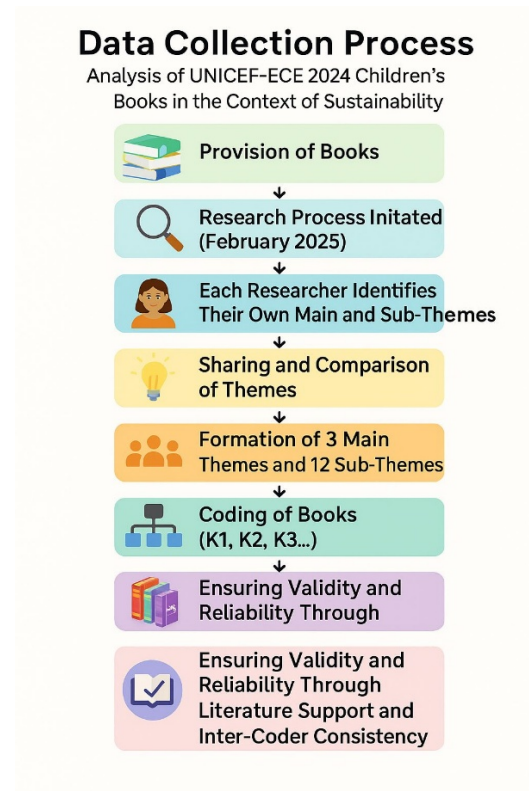 Data Collection Process
Analysis of UNICEF-ECE 2024 Children's
Books in the Context of Sustainability
Provision of Books
Research Process Initated
(February 2025)
Each Researcher Identifies
Their Own Main and Sub-Themes
Sharing and Comparison
of Themes
Formation of 3 Main
Themes and 12 Sub-Themes
Coding of Books
(K1, K2, K3...)
Ensuring Validity and
Reliability Through
Ensuring Validity and
Reliability Through
Literature Support and
Inter-Coder Consistency